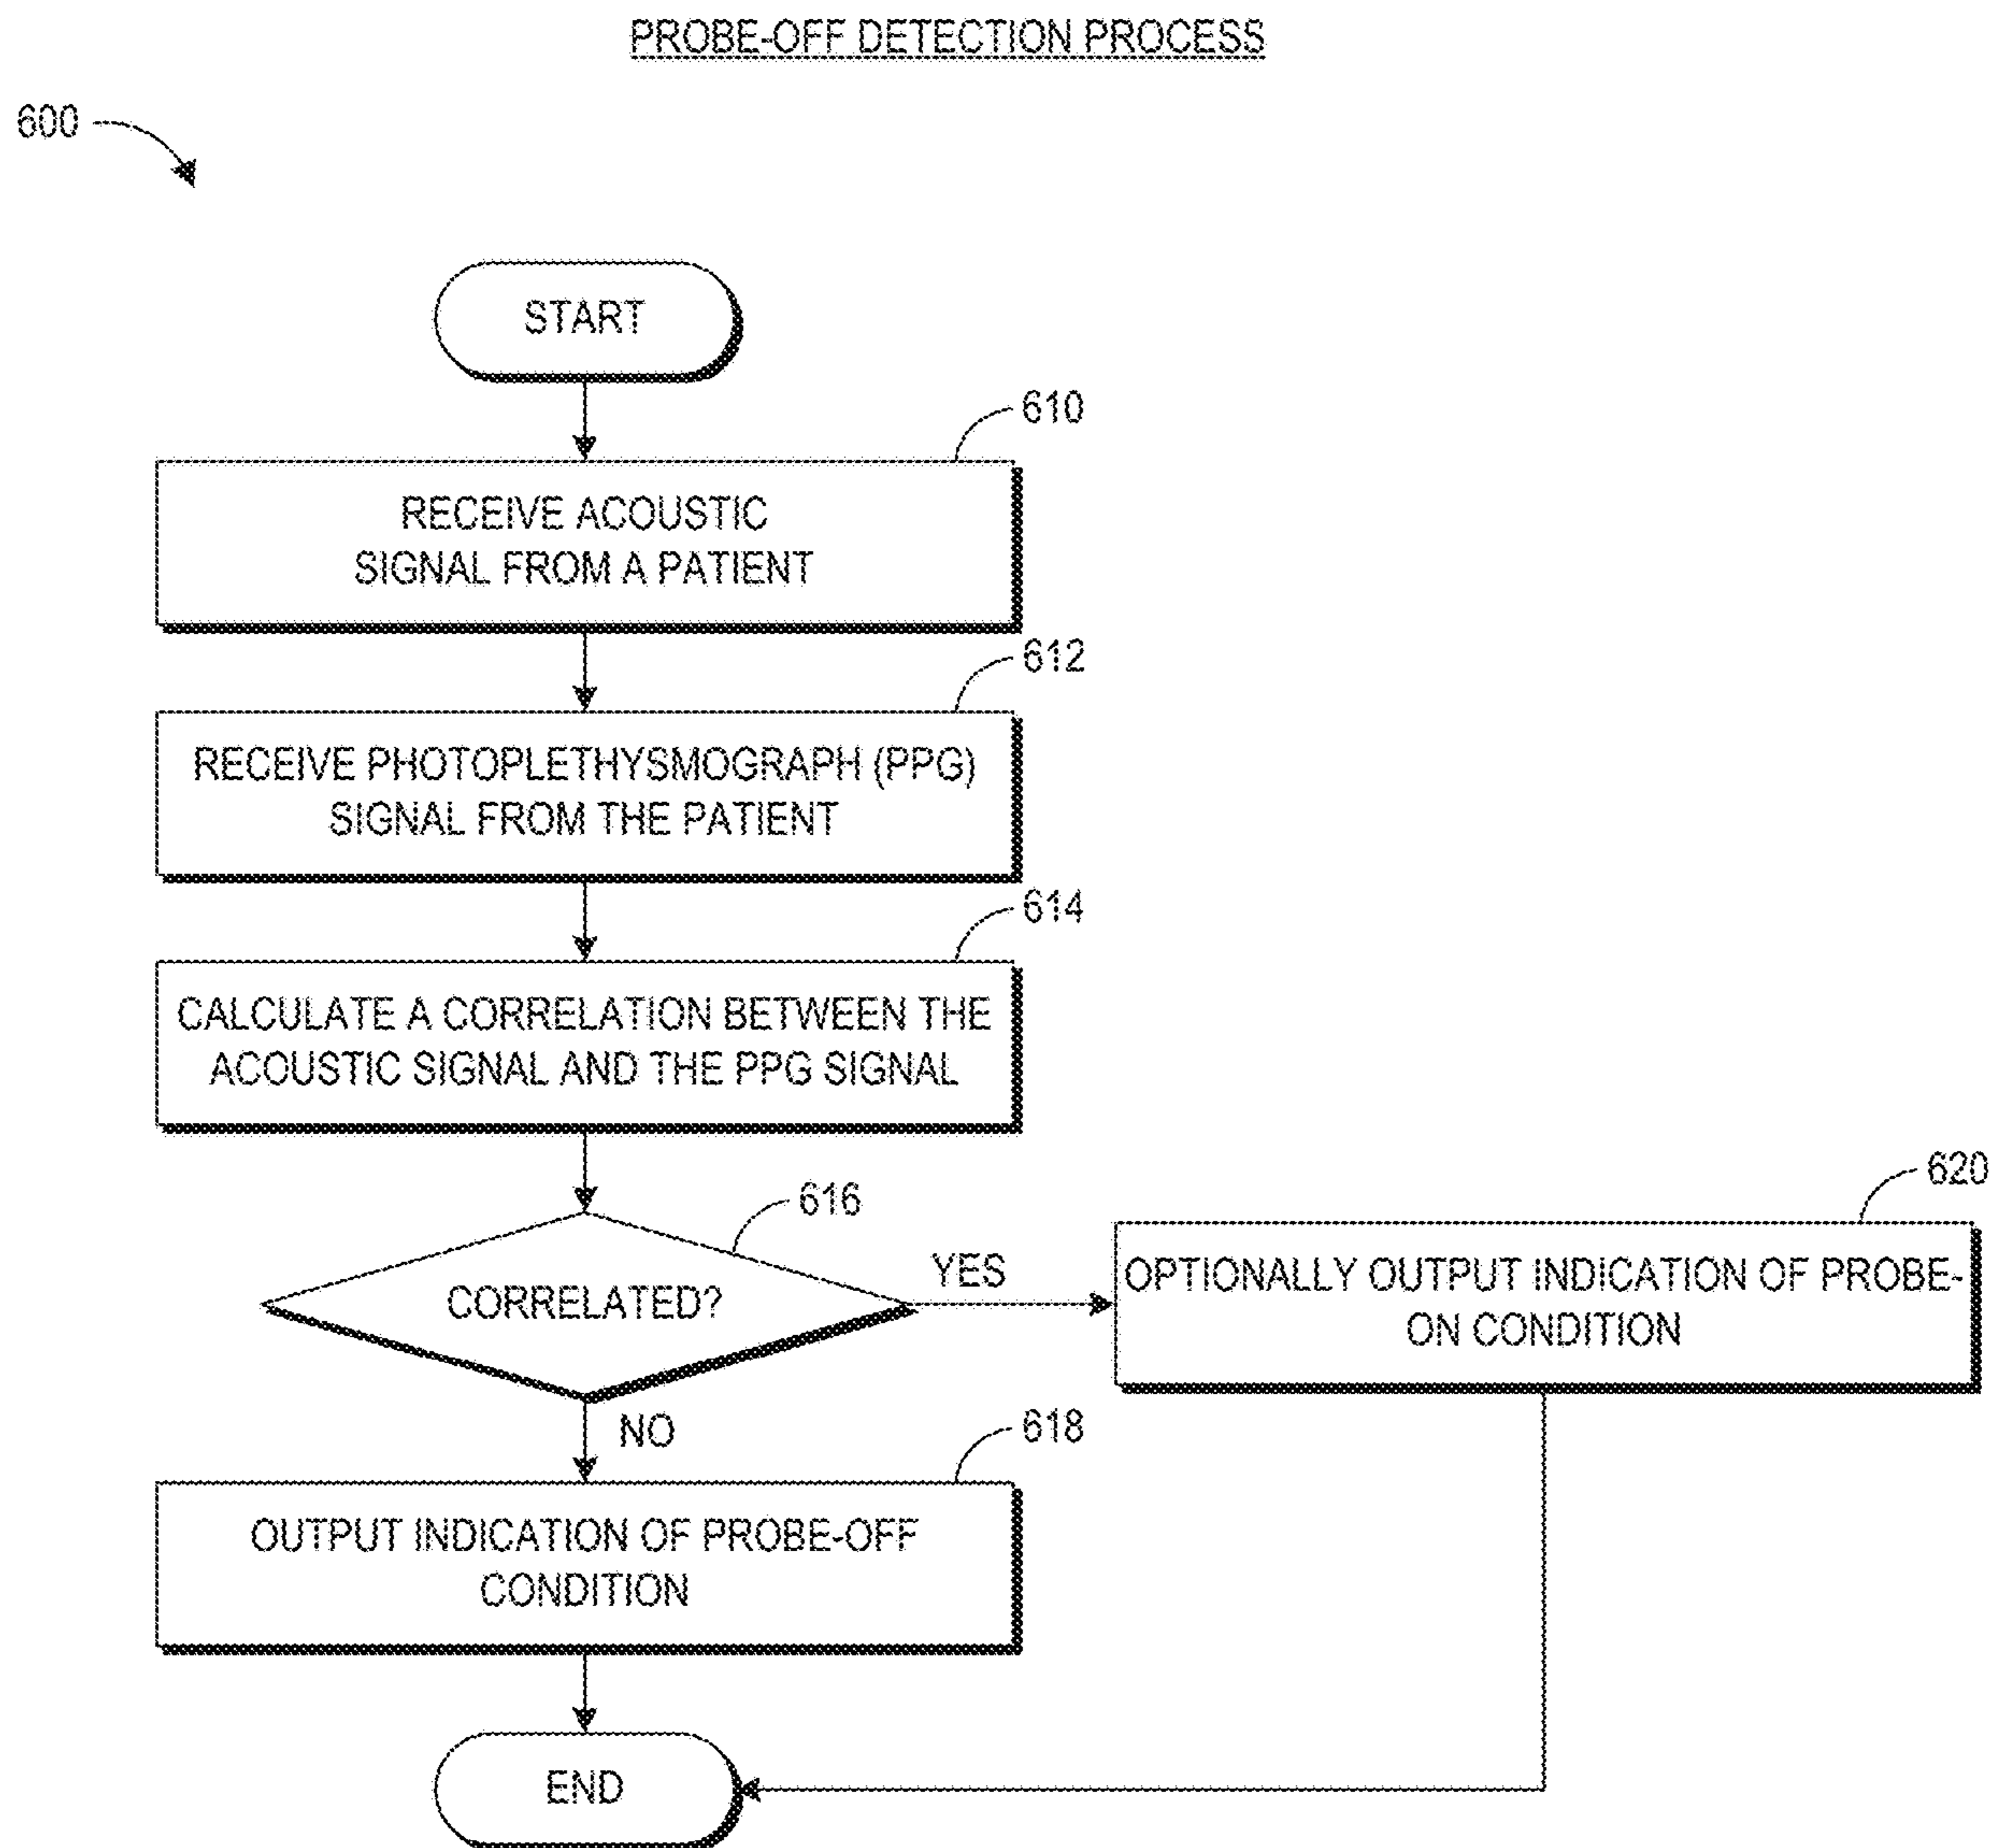 PROBE-OFF DETECTION PROCESS
600
START
610
RECEIVE ACOUSTIC
SIGNAL FROM A PATIENT
612
RECEIVE PHOTOPLETHYSMOGRAPH (PPG)
SIGNAL FROM THE PATIENT
614
CALCULATE A CORRELATION BETWEEN THE
ACOUSTIC SIGNAL AND THE PPG SIGNAL
616
CORRELATED?
YES
620
OPTIONALLY OUTPUT INDICATION OF PROBE-
ON CONDITION
NO
618
OUTPUT INDICATION OF PROBE-OFF
CONDITION
END